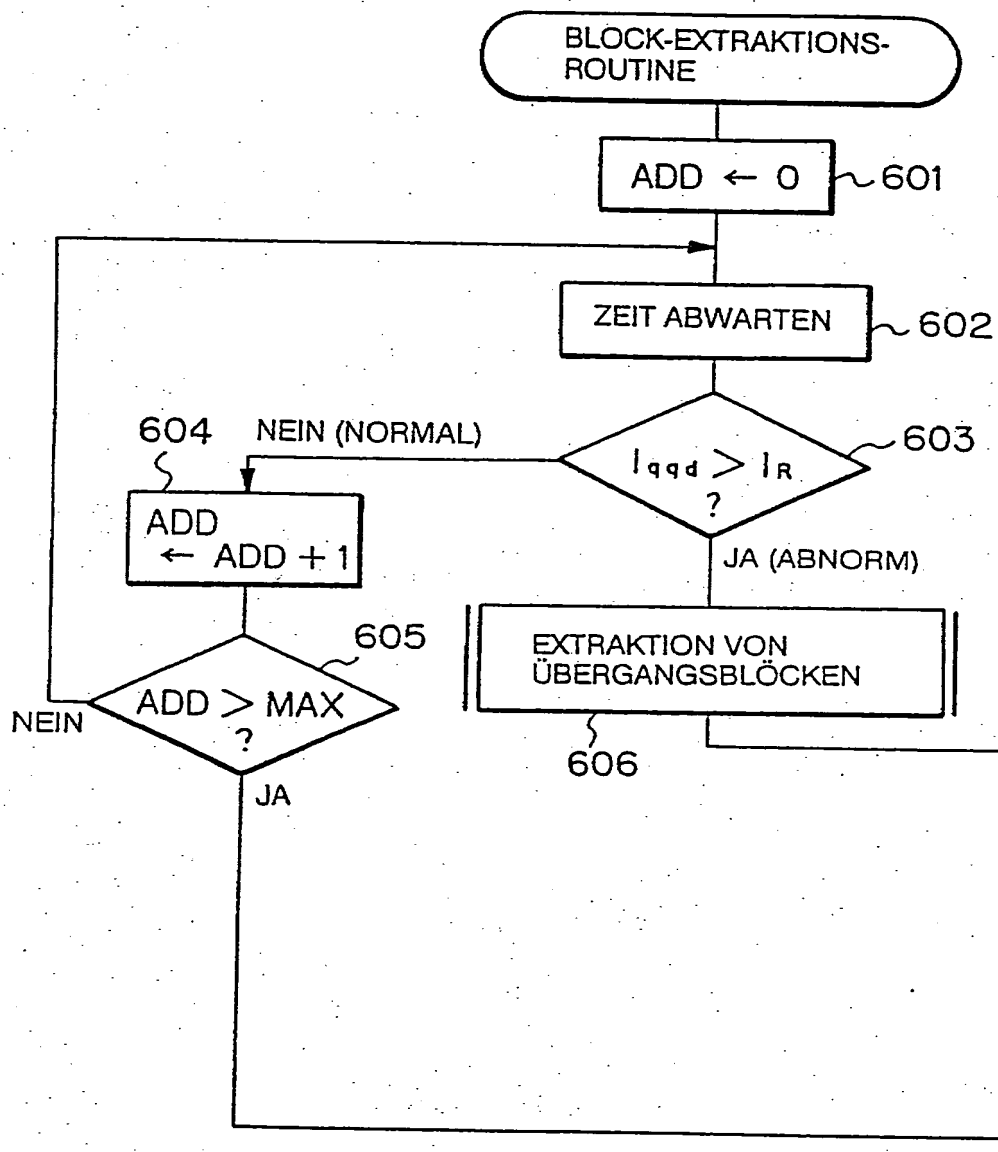 BLOCK-EXTRAKTIONS-
ROUTINE
ADD ← 0
601
ZEIT ABWARTEN
602
604
NEIN (NORMAL)
603
Iqqd > IR
?
ADD
← ADD + 1
JA (ABNORM)
605
EXTRAKTION VON
ÜBERGANGSBLÖCKEN
ADD > MAX
?
NEIN
606
JA